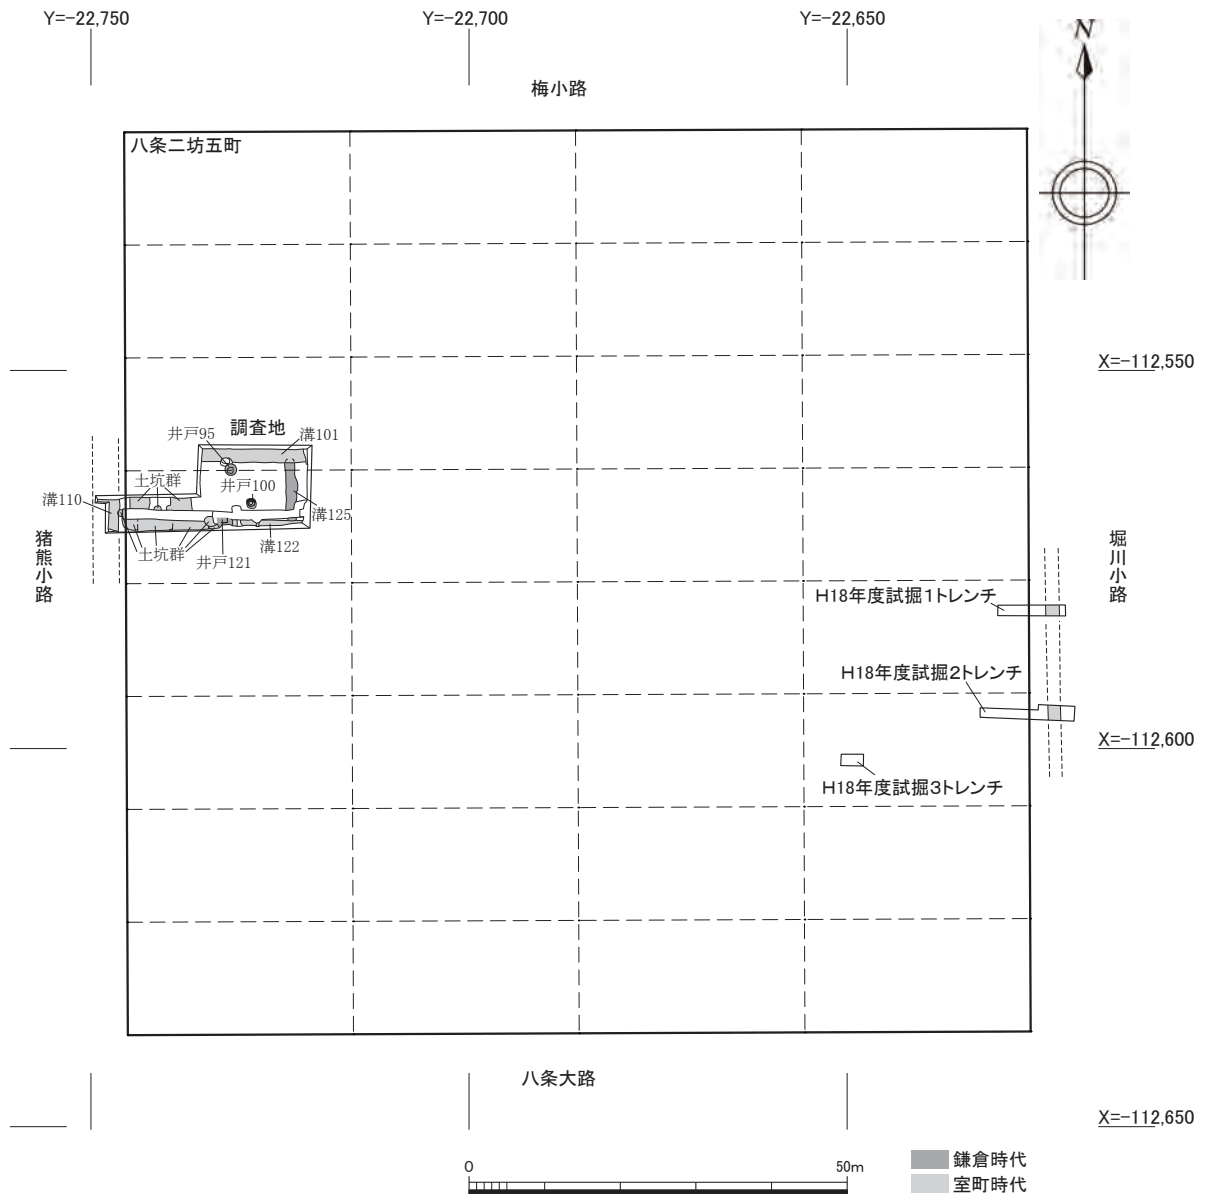 Y=-22,750
Y=-22,700
Y=-22,650
N
梅小路
八条二坊五町
X=-112,550
調査地
井戸95
溝101
土坑群
井戸100
溝110
溝125
溝122
土坑群
井戸121
猪熊小路
堀川小路
H18年度試掘1トレンチ
H18年度試掘2トレンチ
X=-112,600
H18年度試掘3トレンチ
八条大路
X=-112,650
0
50m
鎌倉時代
室町時代